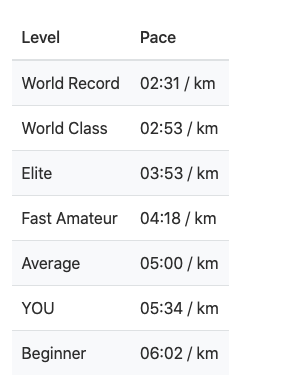 Level Pace
World Record 02:31 / km
World Class 02:53 / km
Elite 03:53 / km
Fast Amateur 04:18 / km
Average 05:00 / km
YOU 05:34 / km
Beginner 06:02 / km